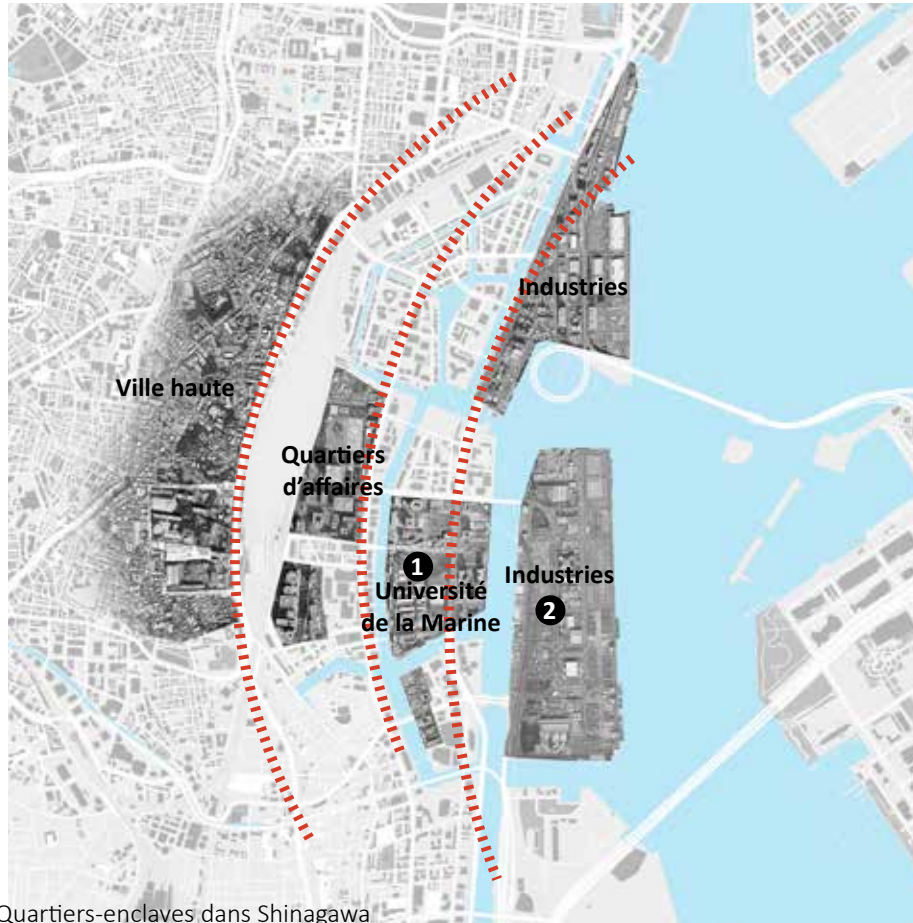 Industries
Ville haute
Quartiers
d'affaires
1
Université
de la Marine
Industries
2
Quartiers-enclaves dans Shinagawa